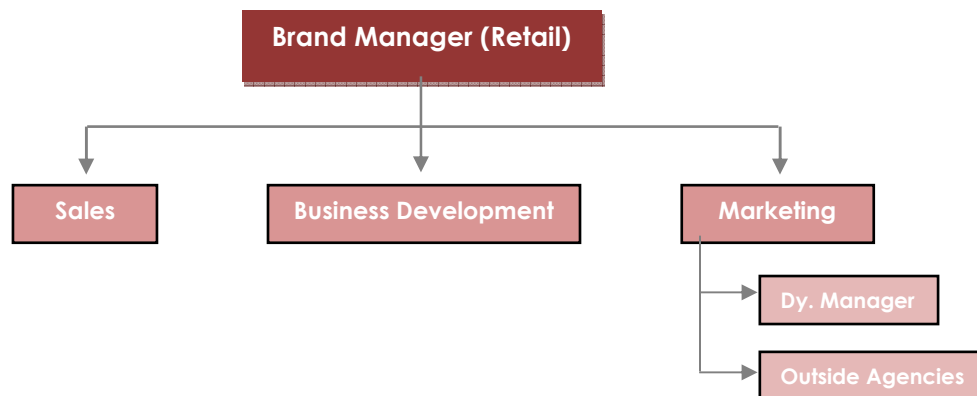 Brand Manager (Retail)
Sales
Business Development
Marketing
Dy. Manager
Outside Agencies